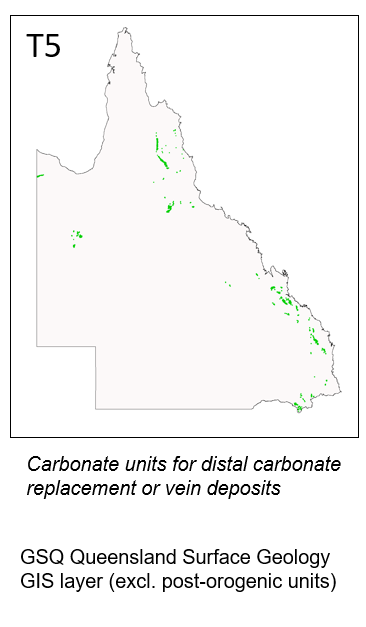 T5
Carbonate units for distal carbonate
replacement or vein deposits
GSQ Queensland Surface Geology
GIS layer (excl. post-orogenic units)